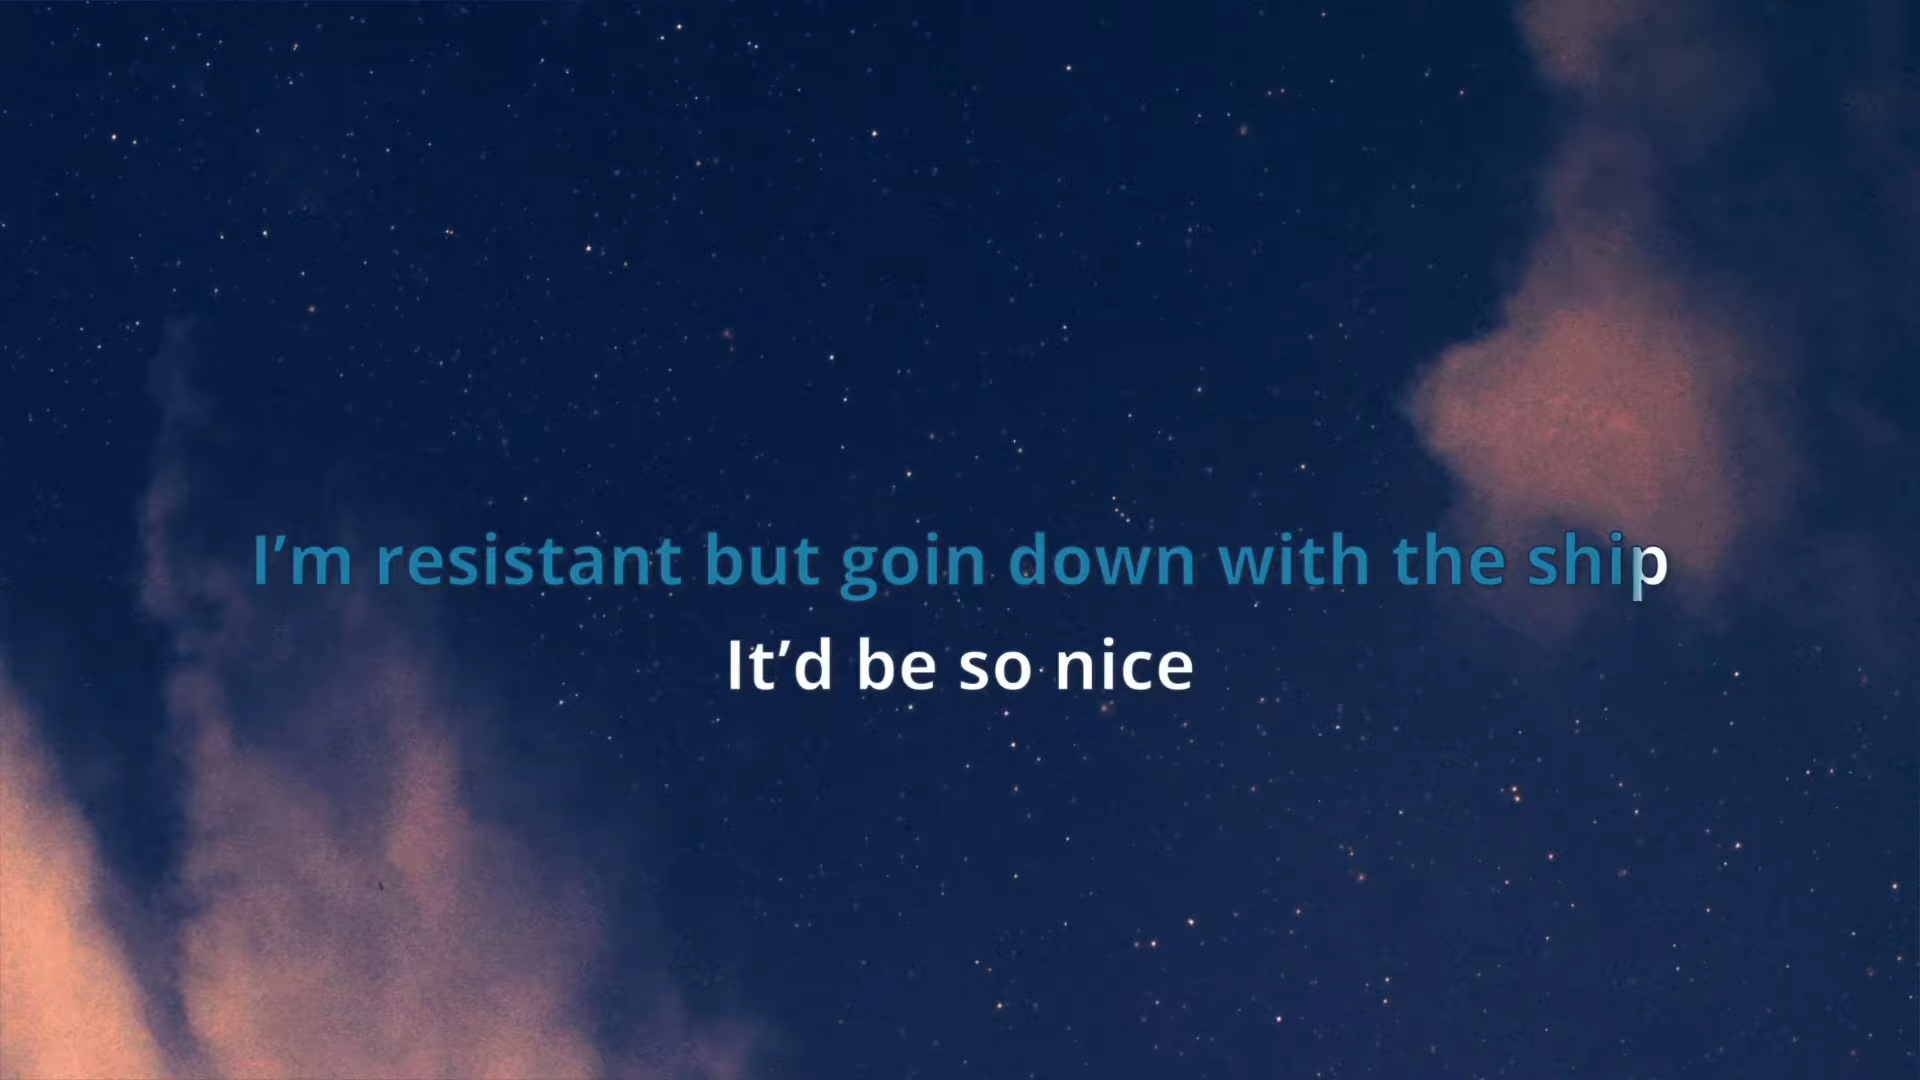 I’m resistant but goin down with the ship
It’d be so nice